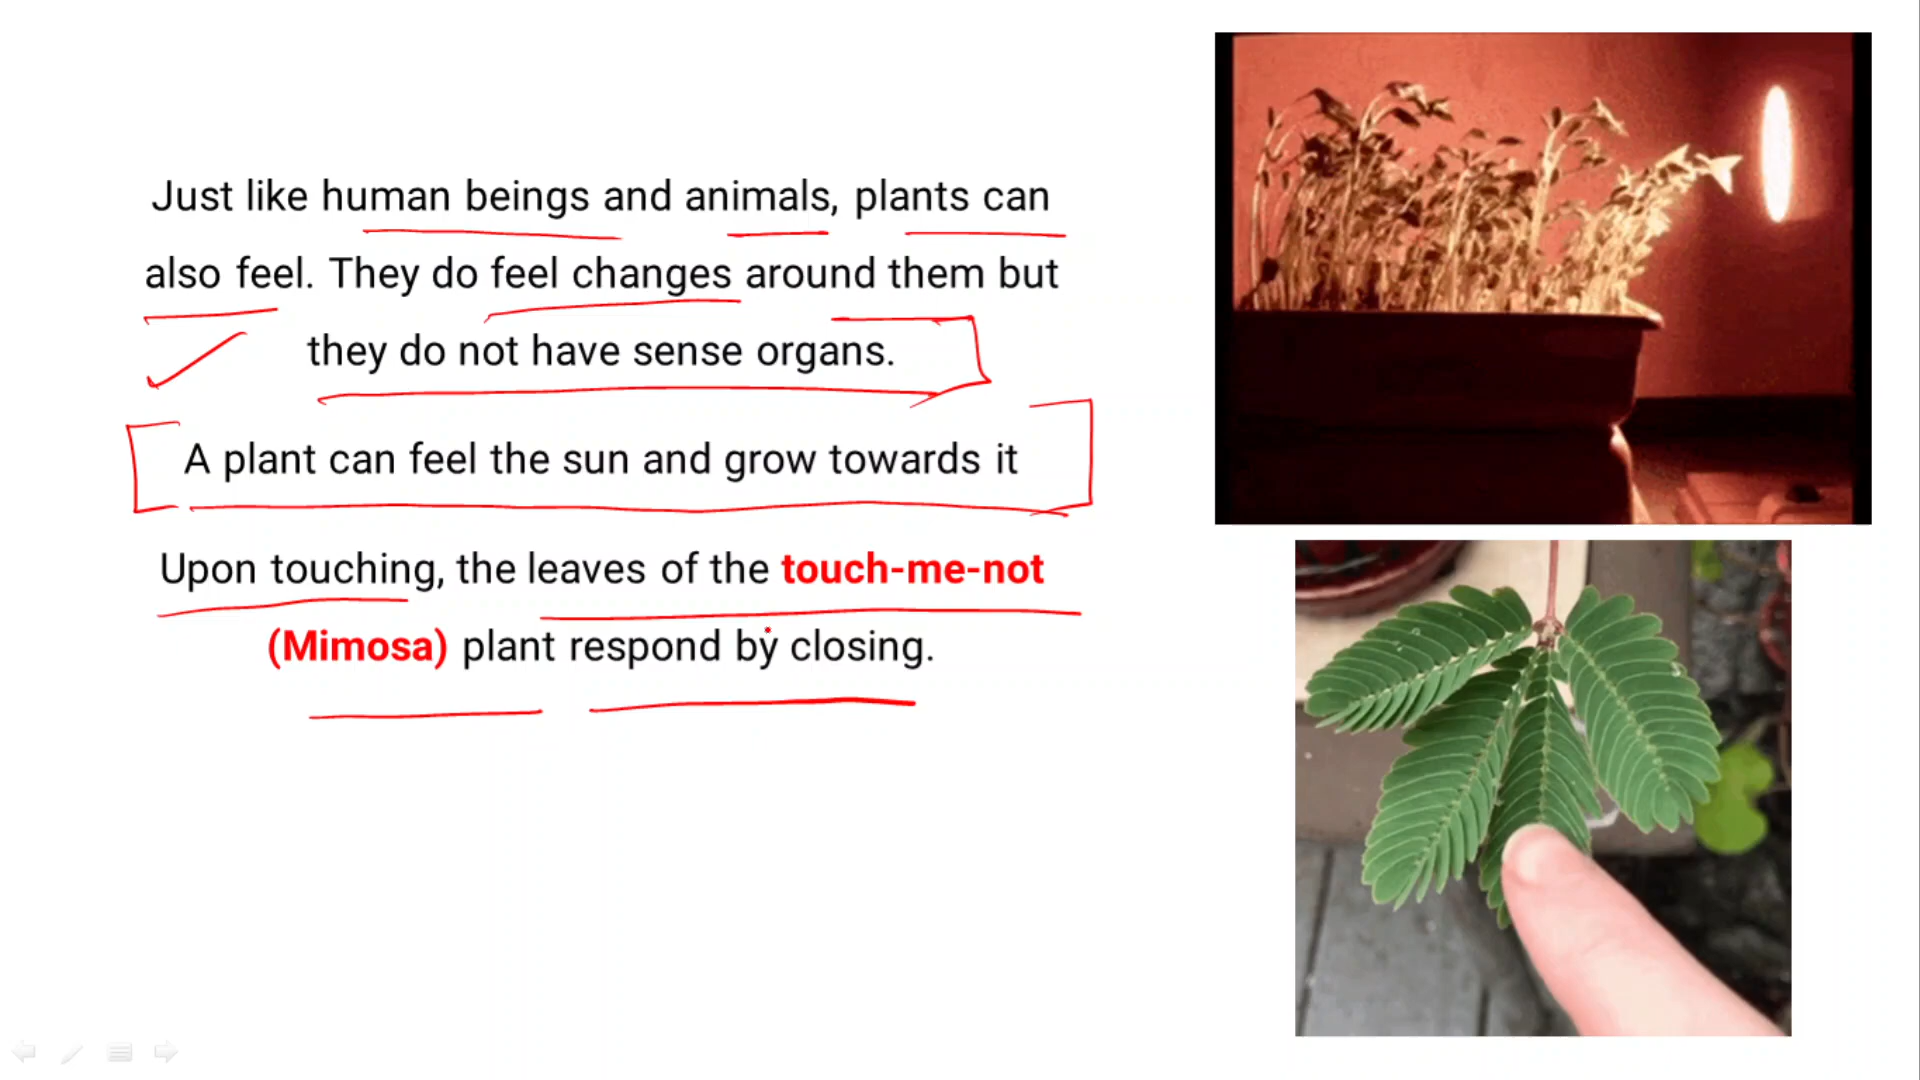 Just like human beings and animals, plants can
also feel. They do feel changes around them but
they do not have sense organs.
A plant can feel the sun and grow towards it
Upon touching, the leaves of the touch-me-not
(Mimosa) plant respond by closing.